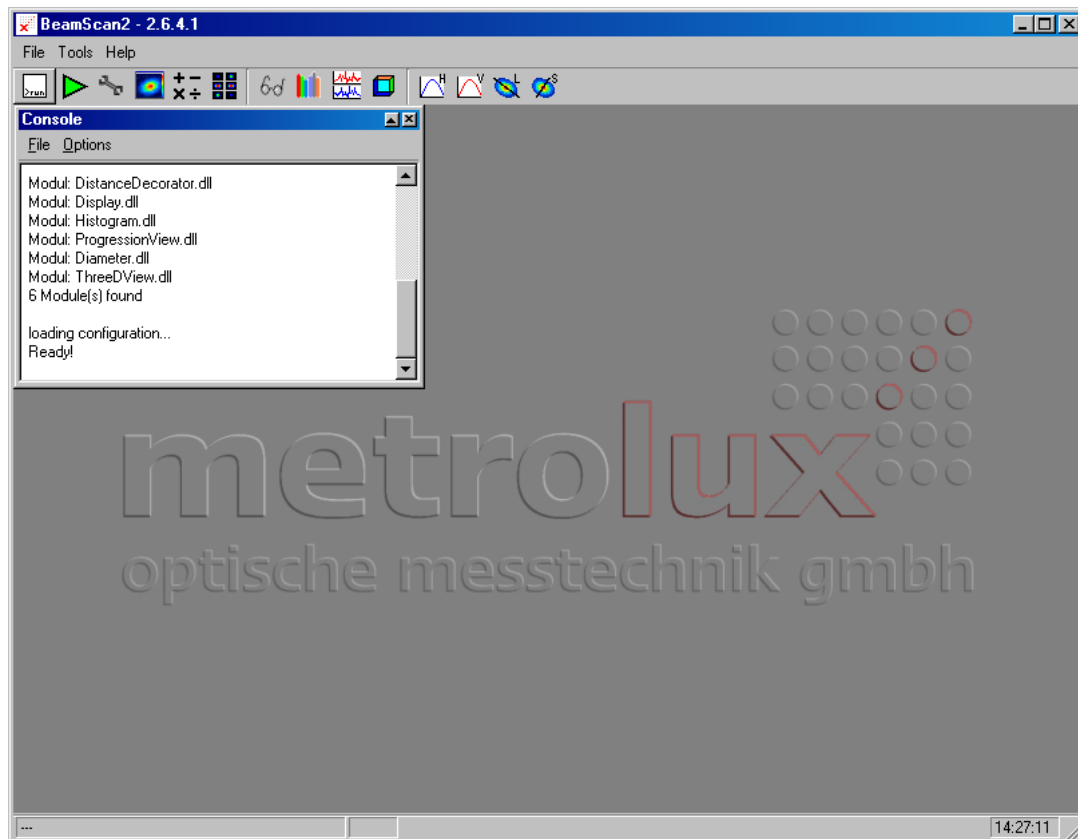 BeamScan2 - 2.6.4.1
File Tools Help
>run
H V L S
Console
File Options
Modul: DistanceDecorator.dll
Modul: Display.dll
Modul: Histogram.dll
Modul: ProgressionView.dll
Modul: Diameter.dll
Modul: ThreeDView.dll
6 Module(s) found
loading configuration...
Ready!
metrolux
optische messtechnik gmbh
---
14:27:11